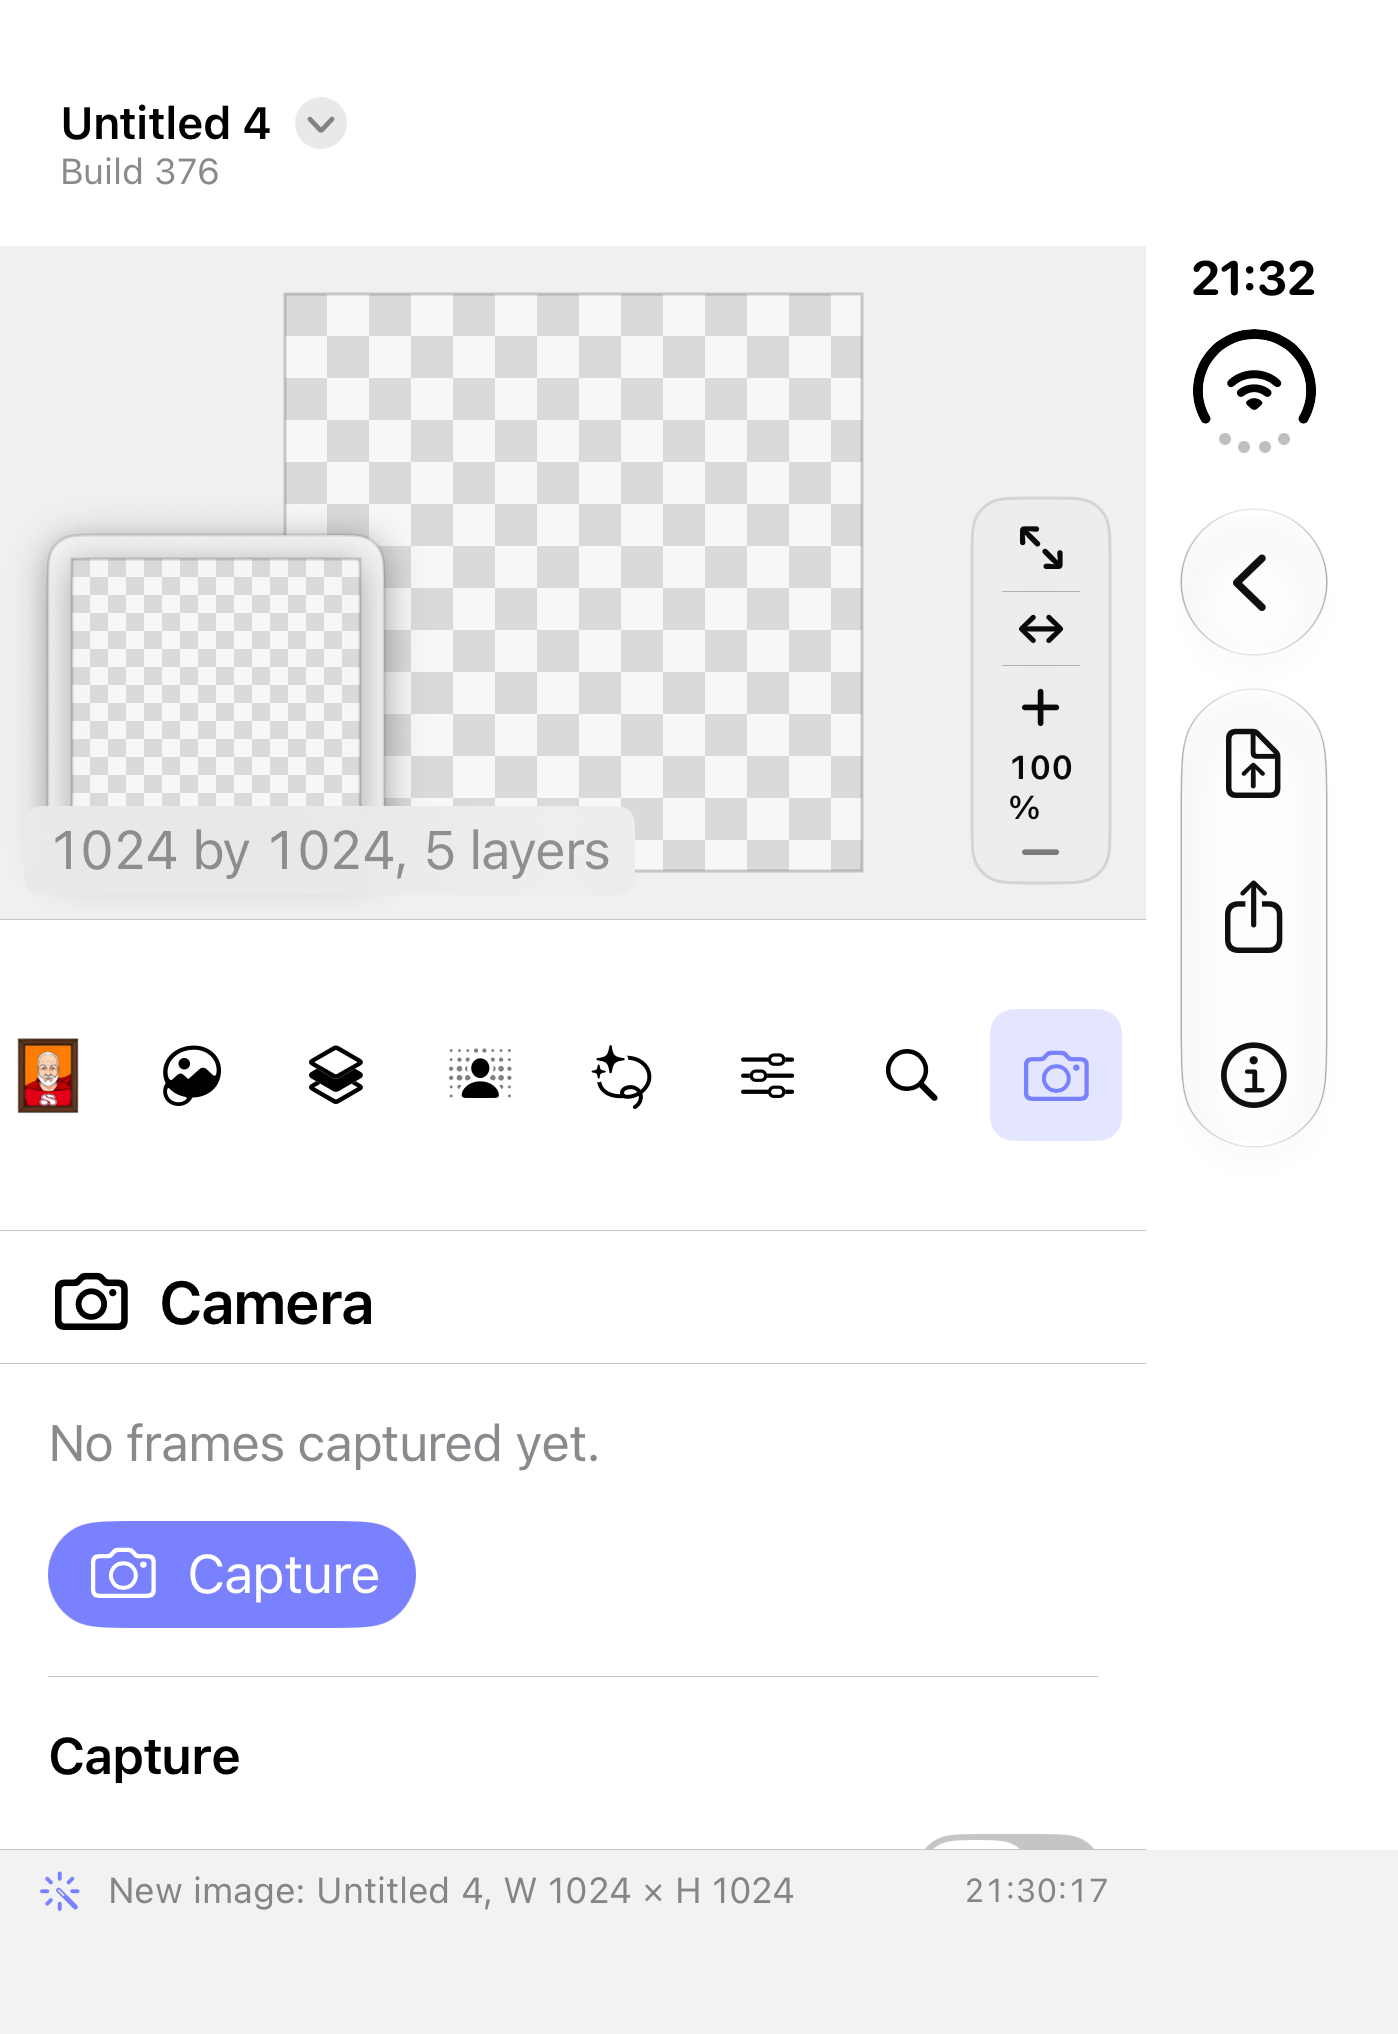 Untitled 4
Build 376
21:32
100
%
1024 by 1024, 5 layers
Camera
No frames captured yet.
Capture
Capture
New image: Untitled 4, W 1024 × H 1024
21:30:17